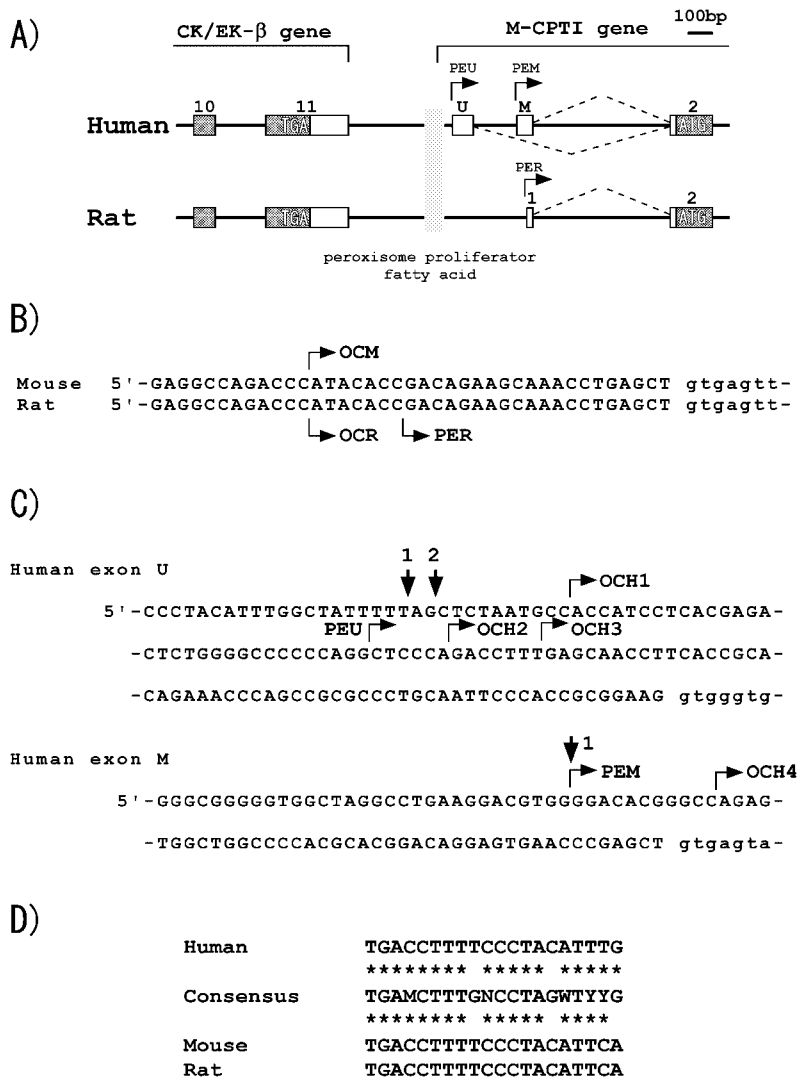 A)
CK/EK-β gene
M-CPTI gene
100bp
PEU
PEM
10
11
U
M
2
Human
TGA
ATG
PER
1
2
Rat
TGA
ATG
peroxisome proliferator
fatty acid
B)
OCM
Mouse 5'-GAGGCCAGACCCATACACCGACAGAAGCAAACCTGAGCT gtgagtt-
Rat 5'-GAGGCCAGACCCATACACCGACAGAAGCAAACCTGAGCT gtgagtt-
OCR PER
C)
1 2
Human exon U
OCH1
5'-CCCTACATTTGGCTATTTTTAGCTCTAATGCCACCATCCTCACGAGA-
PEU OCH2 OCH3
-CTCTGGGGCCCCCCAGGCTCCCAGACCTTTGAGCAACCTTCACCGCA-
-CAGAAACCCAGCCGCGCCCTGCAATTCCCACCGCGGAAG gtgggtg-
1
Human exon M
PEM OCH4
5'-GGGCGGGGGTGGCTAGGCCTGAAGGACGTGGGGACACGGGCCAGAG-
-TGGCTGGCCCCACGCACGGACAGGAGTGAACCCGAGCT gtgagta-
D)
Human TGACCTTTTCCCTACATTTG
******** ***** *****
Consensus TGAMCTTTGNCCTAGWTYYG
******** ***** ****
Mouse TGACCTTTTCCCTACATTCA
Rat TGACCTTTTCCCTACATTCA